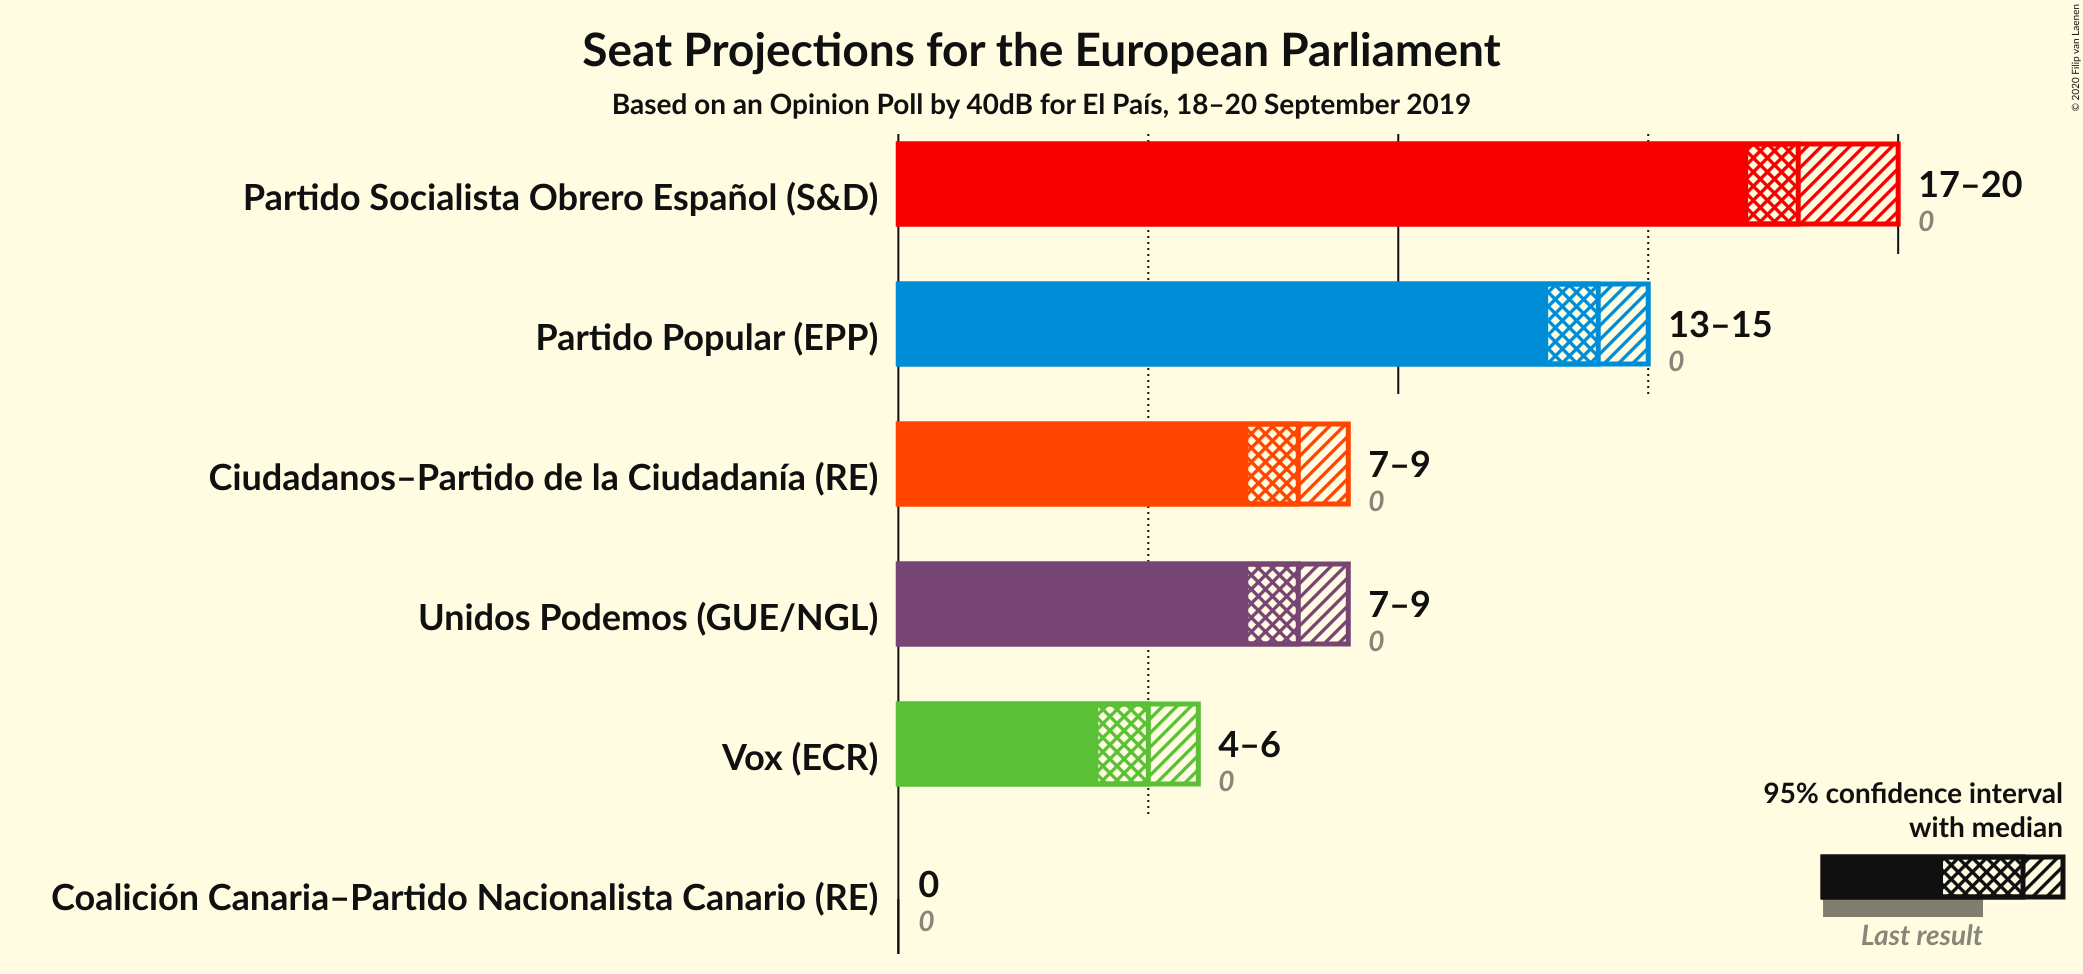 Seat Projections for the European Parliament
Based on an Opinion Poll by 40dB for El País, 18–20 September 2019
© 2020 Filip van Laenen
Partido Socialista Obrero Español (S&D)
17–20
0
Partido Popular (EPP)
13–15
0
Ciudadanos–Partido de la Ciudadanía (RE)
7–9
0
Unidos Podemos (GUE/NGL)
7–9
0
Vox (ECR)
4–6
0
Coalición Canaria–Partido Nacionalista Canario (RE)
0
0
95% confidence interval
with median
Last result